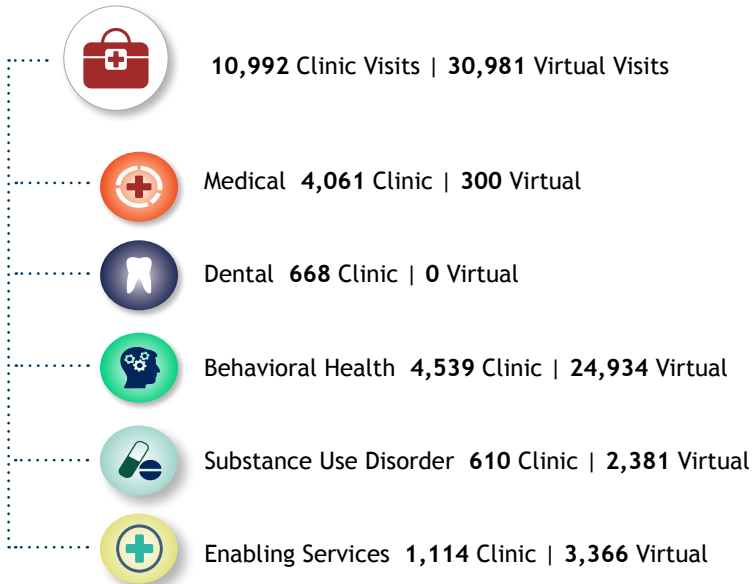 10,992 Clinic Visits | 30,981 Virtual Visits
Medical 4,061 Clinic | 300 Virtual
Dental 668 Clinic | 0 Virtual
Behavioral Health 4,539 Clinic | 24,934 Virtual
Substance Use Disorder 610 Clinic | 2,381 Virtual
Enabling Services 1,114 Clinic | 3,366 Virtual